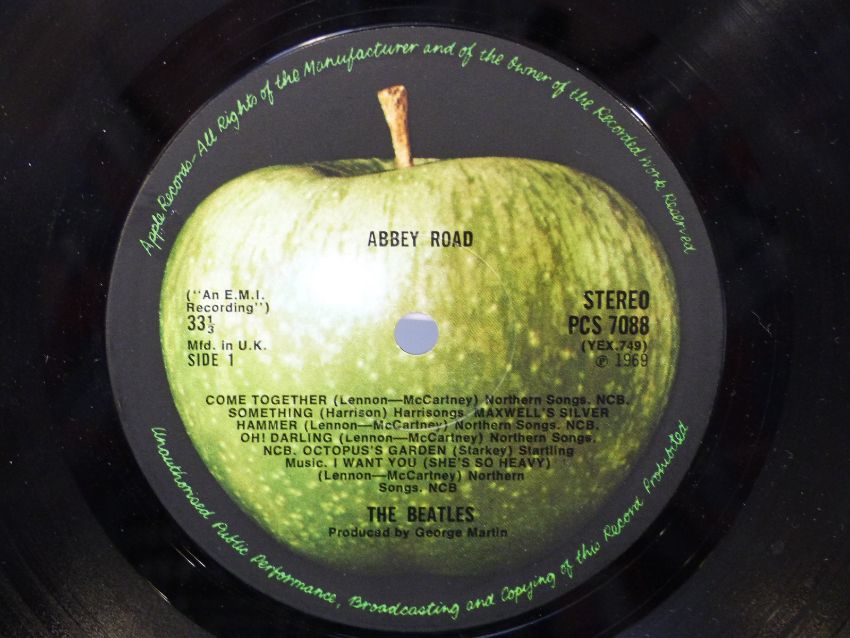 Apple Records—All Rights of the Manufacturer and of the Owner of the Recorded Work Reserved
ABBEY ROAD
("An E.M.I.
Recording")
33⅓
Mfd. in U.K.
SIDE 1
STEREO
PCS 7088
(YEX.749)
℗ 1969
COME TOGETHER (Lennon—McCartney) Northern Songs. NCB.
SOMETHING (Harrison) Harrisongs MAXWELL'S SILVER
HAMMER (Lennon—McCartney) Northern Songs. NCB.
OH! DARLING (Lennon—McCartney) Northern Songs.
NCB. OCTOPUS'S GARDEN (Starkey) Startling
Music. I WANT YOU (SHE'S SO HEAVY)
(Lennon—McCartney) Northern
Songs. NCB
THE BEATLES
Produced by George Martin
Unauthorised Public Performance, Broadcasting and Copying of this Record Prohibited